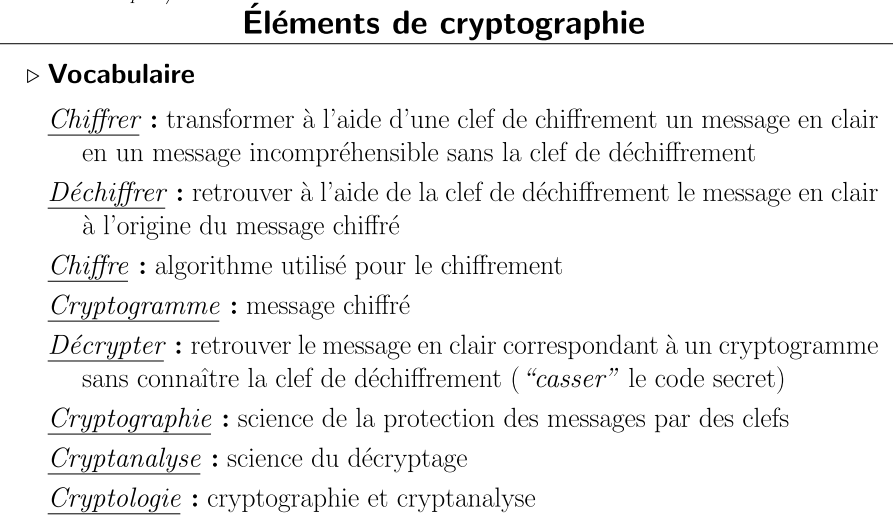 Éléments de cryptographie
▷ Vocabulaire
Chiffrer : transformer à l'aide d'une clef de chiffrement un message en clair
en un message incompréhensible sans la clef de déchiffrement
Déchiffrer : retrouver à l'aide de la clef de déchiffrement le message en clair
à l'origine du message chiffré
Chiffre : algorithme utilisé pour le chiffrement
Cryptogramme : message chiffré
Décrypter : retrouver le message en clair correspondant à un cryptogramme
sans connaître la clef de déchiffrement (“casser” le code secret)
Cryptographie : science de la protection des messages par des clefs
Cryptanalyse : science du décryptage
Cryptologie : cryptographie et cryptanalyse